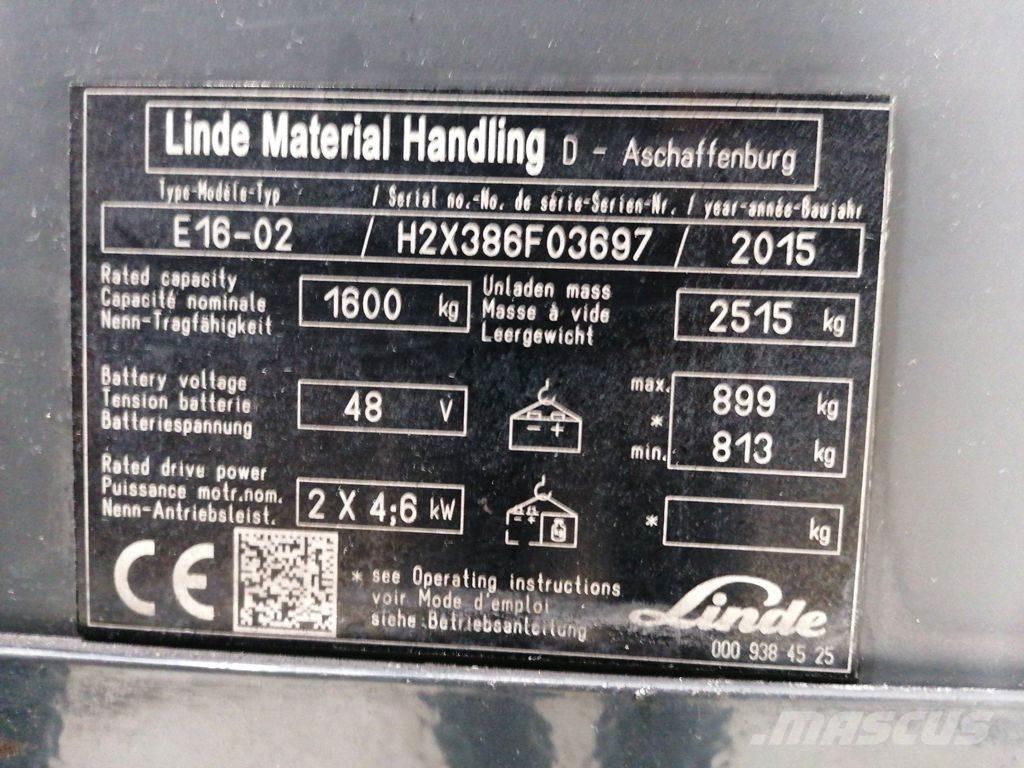 Linde Material Handling D - Aschaffenburg
Type-Modèle-Typ / Serial no.-No. de série-Serien-Nr. / year-année-Baujahr
E16-02 / H2X386F03697 / 2015
Rated capacity
Capacité nominale
Nenn-Tragfähigkeit
1600 kg
Unladen mass
Masse à vide
Leergewicht
2515 kg
Battery voltage
Tension batterie
Batteriespannung
48 V
- +
max. 899 kg
*
min. 813 kg
Rated drive power
Puissance motr.nom.
Nenn-Antriebsleist.
2 X 4;6 kW
- +
* kg
CE
* see Operating instructions
voir Mode d'emploi
siehe Betriebsanleitung
Linde
000 938 45 25
MASCUS